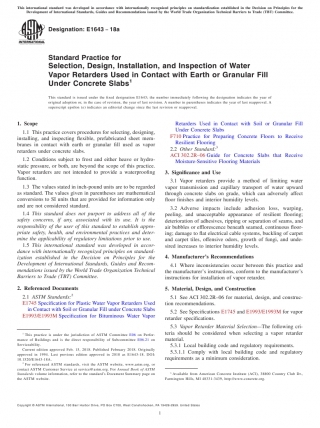 This international standard was developed in accordance with internationally recognized principles on standardization established in the Decision on Principles for the
Development of International Standards, Guides and Recommendations issued by the World Trade Organization Technical Barriers to Trade (TBT) Committee.
Designation: E1643 − 18a
Standard Practice for
Selection, Design, Installation, and Inspection of Water
Vapor Retarders Used in Contact with Earth or Granular Fill
Under Concrete Slabs1
This standard is issued under the fixed designation E1643; the number immediately following the designation indicates the year of
original adoption or, in the case of revision, the year of last revision. A number in parentheses indicates the year of last reapproval. A
superscript epsilon (ε) indicates an editorial change since the last revision or reapproval.
1. Scope
1.1 This practice covers procedures for selecting, designing,
installing, and inspecting flexible, prefabricated sheet mem-
branes in contact with earth or granular fill used as vapor
retarders under concrete slabs.
1.2 Conditions subject to frost and either heave or hydro-
static pressure, or both, are beyond the scope of this practice.
Vapor retarders are not intended to provide a waterproofing
function.
1.3 The values stated in inch-pound units are to be regarded
as standard. The values given in parentheses are mathematical
conversions to SI units that are provided for information only
and are not considered standard.
1.4 This standard does not purport to address all of the
safety concerns, if any, associated with its use. It is the
responsibility of the user of this standard to establish appro-
priate safety, health, and environmental practices and deter-
mine the applicability of regulatory limitations prior to use.
1.5 This international standard was developed in accor-
dance with internationally recognized principles on standard-
ization established in the Decision on Principles for the
Development of International Standards, Guides and Recom-
mendations issued by the World Trade Organization Technical
Barriers to Trade (TBT) Committee.
2. Referenced Documents
2.1 ASTM Standards:2
E1745 Specification for Plastic Water Vapor Retarders Used
in Contact with Soil or Granular Fill under Concrete Slabs
E1993/E1993M Specification for Bituminous Water Vapor
1 This practice is under the jurisdiction of ASTM Committee E06 on Perfor-
mance of Buildings and is the direct responsibility of Subcommittee E06.21 on
Serviceability.
Current edition approved Feb. 15, 2018. Published February 2018. Originally
approved in 1994. Last previous edition approved in 2018 as E1643–18.
2 For referenced ASTM standards, visit the ASTM website, www.astm.org, or
contact ASTM Customer Service at service@astm.org. For Annual Book of ASTM
Standards volume information, refer to the standard's Document Summary page on
the ASTM website.
Retarders Used in Contact with Soil or Granular Fill
Under Concrete Slabs
F710 Practice for Preparing Concrete Floors to Receive
Resilient Flooring
2.2 Other Standard:3
ACI 302.2R–06 Guide for Concrete Slabs that Receive
Moisture-Sensitive Flooring Materials
3. Significance and Use
3.1 Vapor retarders provide a method of limiting water
vapor transmission and capillary transport of water upward
through concrete slabs on grade, which can adversely affect
floor finishes and interior humidity levels.
3.2 Adverse impacts include adhesion loss, warping,
peeling, and unacceptable appearance of resilient flooring;
deterioration of adhesives, ripping or separation of seams, and
air bubbles or efflorescence beneath seamed, continuous floor-
ing; damage to flat electrical cable systems, buckling of carpet
and carpet tiles, offensive odors, growth of fungi, and unde-
sired increases to interior humidity levels.
4. Manufacturer's Recommendations
4.1 Where inconsistencies occur between this practice and
the manufacturer's instructions, conform to the manufacturer's
instructions for installation of vapor retarder.
5. Material, Design, and Construction
5.1 See ACI 302.2R–06 for material, design, and construc-
tion recommendations.
5.2 See Specifications E1745 and E1993/E1993M for vapor
retarder specifications.
5.3 Vapor Retarder Material Selection—The following cri-
teria should be considered when selecting a vapor retarder
material.
5.3.1 Local building code and regulatory requirements.
5.3.1.1 Comply with local building code and regulatory
requirements as a minimum consideration.
3 Available from American Concrete Institute (ACI), 38800 Country Club Dr.,
Farmington Hills, MI 48331-3439, http://www.concrete.org.
Copyright © ASTM International, 100 Barr Harbor Drive, PO Box C700, West Conshohocken, PA 19428-2959. United States
1